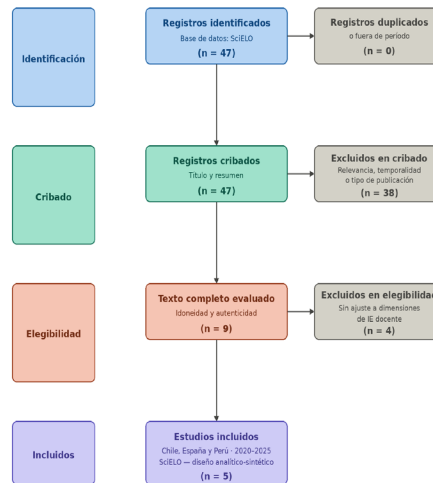 Identificación
Registros identificados
Base de datos: SciELO
(n = 47)
Registros duplicados
o fuera de período
(n = 0)
Cribado
Registros cribados
Título y resumen
(n = 47)
Excluidos en cribado
Relevancia, temporalidad
o tipo de publicación
(n = 38)
Elegibilidad
Texto completo evaluado
Idoneidad y autenticidad
(n = 9)
Excluidos en elegibilidad
Sin ajuste a dimensiones
de IE docente
(n = 4)
Incluidos
Estudios incluidos
Chile, España y Perú · 2020–2025
SciELO — diseño analítico-sintético
(n = 5)